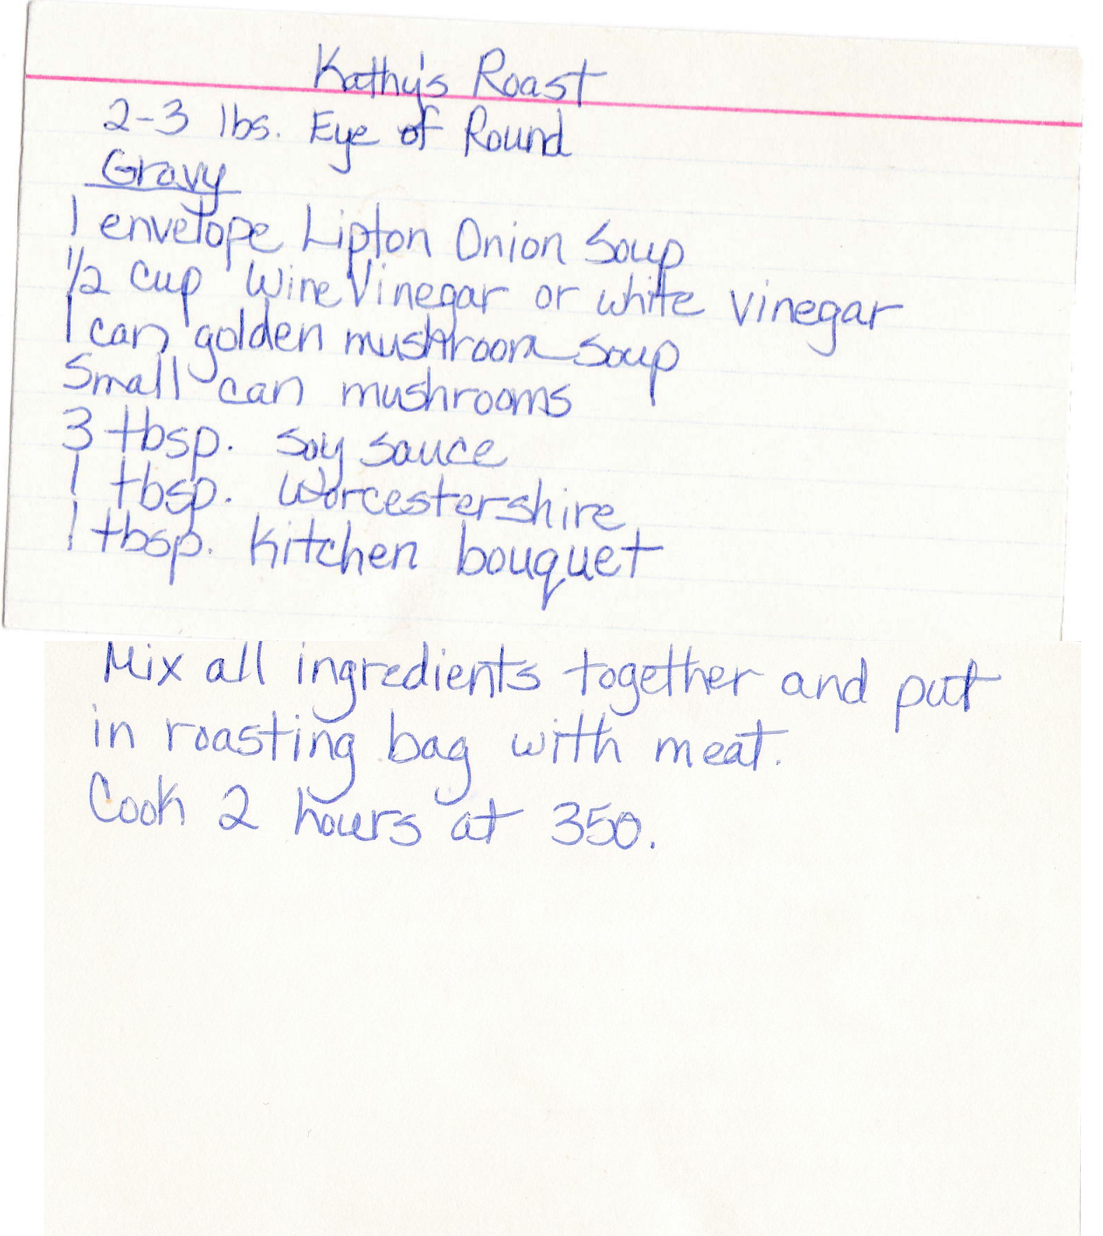 Kathy's Roast
2-3 lbs. Eye of Round
Gravy
1 envelope Lipton Onion Soup
1/2 cup Wine Vinegar or white vinegar
1 can golden mushroom soup
Small can mushrooms
3 tbsp. soy sauce
1 tbsp. Worcestershire
1 tbsp. Kitchen bouquet
Mix all ingredients together and put
in roasting bag with meat.
Cook 2 hours at 350.